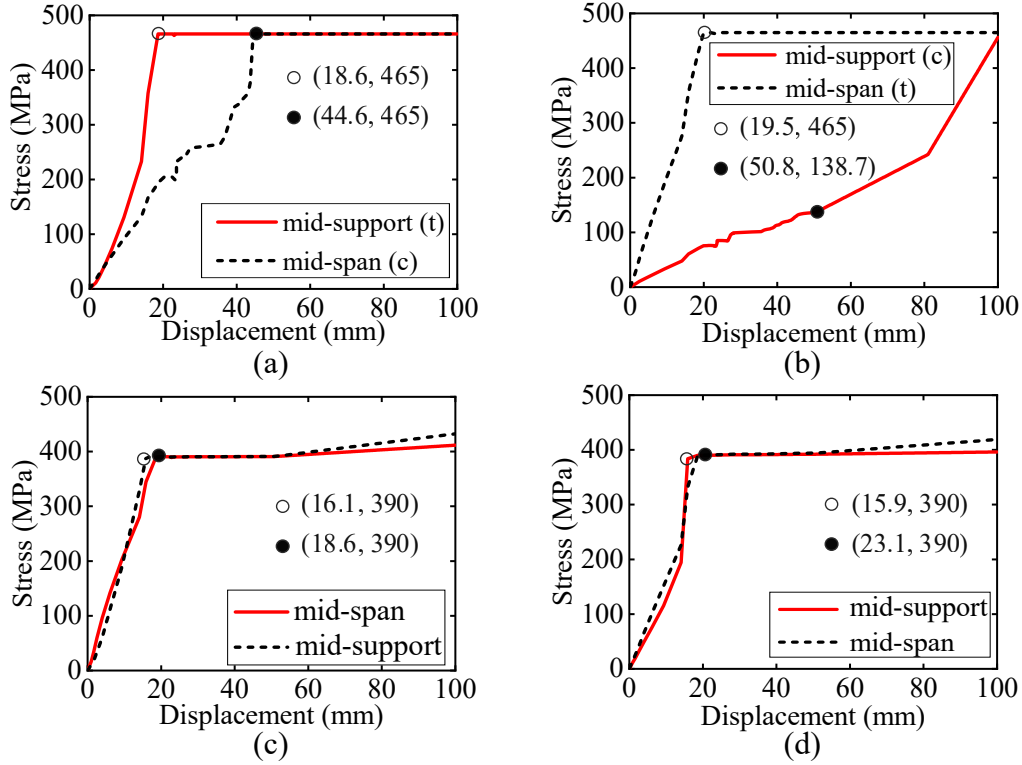 500
400
300
200
100
0
Stress (MPa)
(18.6, 465)
(44.6, 465)
mid-support (t)
mid-span (c)
0 20 40 60 80 100
Displacement (mm)
(a)
500
400
300
200
100
0
Stress (MPa)
mid-support (c)
mid-span (t)
(19.5, 465)
(50.8, 138.7)
0 20 40 60 80 100
Displacement (mm)
(b)
500
400
300
200
100
0
Stress (MPa)
(16.1, 390)
(18.6, 390)
mid-span
mid-support
0 20 40 60 80 100
Displacement (mm)
(c)
500
400
300
200
100
0
Stress (MPa)
(15.9, 390)
(23.1, 390)
mid-support
mid-span
0 20 40 60 80 100
Displacement (mm)
(d)